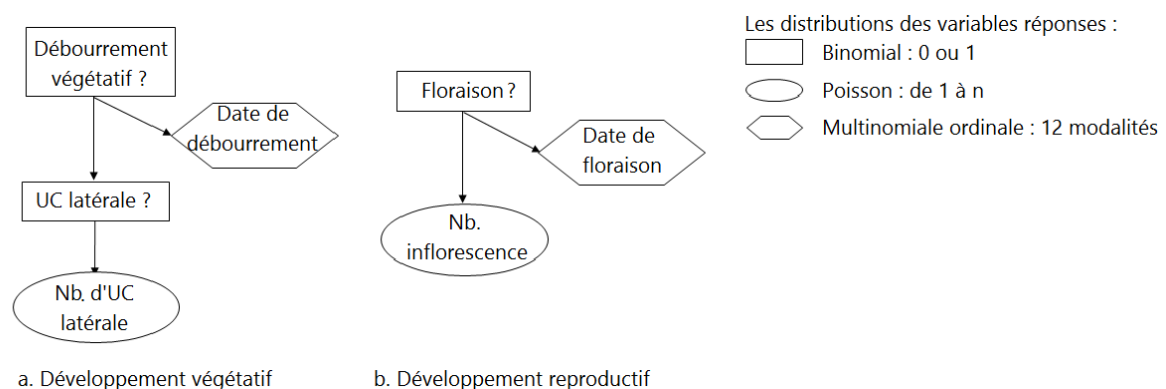 Débourrement
végétatif ?
Date de
débourrement
UC latérale ?
Nb. d'UC
latérale
a. Développement végétatif
Floraison ?
Date de
floraison
Nb.
inflorescence
b. Développement reproductif
Les distributions des variables réponses :
Binomial : 0 ou 1
Poisson : de 1 à n
Multinomiale ordinale : 12 modalités